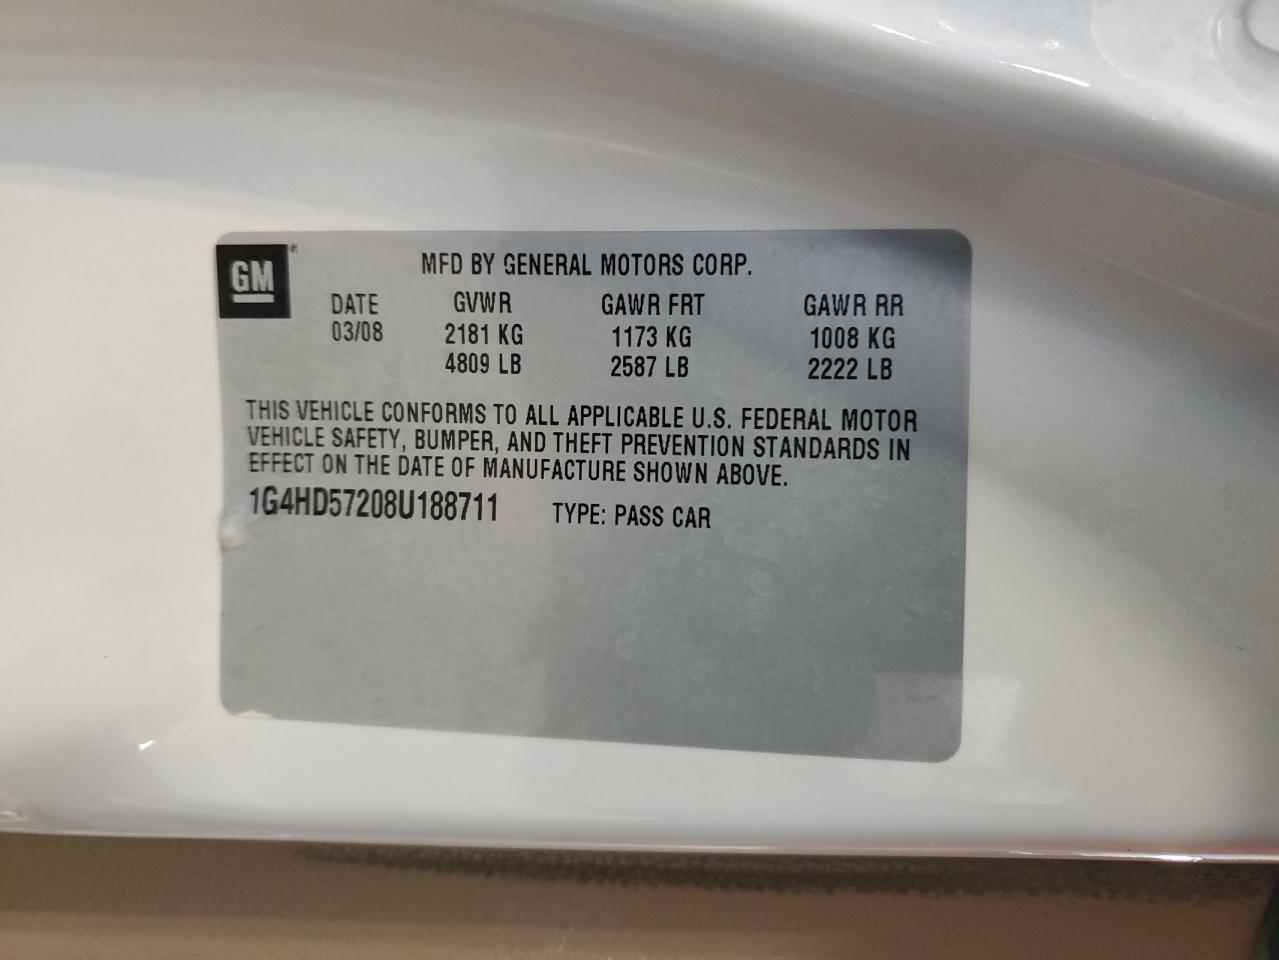 GM®
MFD BY GENERAL MOTORS CORP.
DATE GVWR GAWR FRT GAWR RR
03/08 2181 KG 1173 KG 1008 KG
4809 LB 2587 LB 2222 LB
THIS VEHICLE CONFORMS TO ALL APPLICABLE U.S. FEDERAL MOTOR
VEHICLE SAFETY, BUMPER, AND THEFT PREVENTION STANDARDS IN
EFFECT ON THE DATE OF MANUFACTURE SHOWN ABOVE.
1G4HD57208U188711 TYPE: PASS CAR